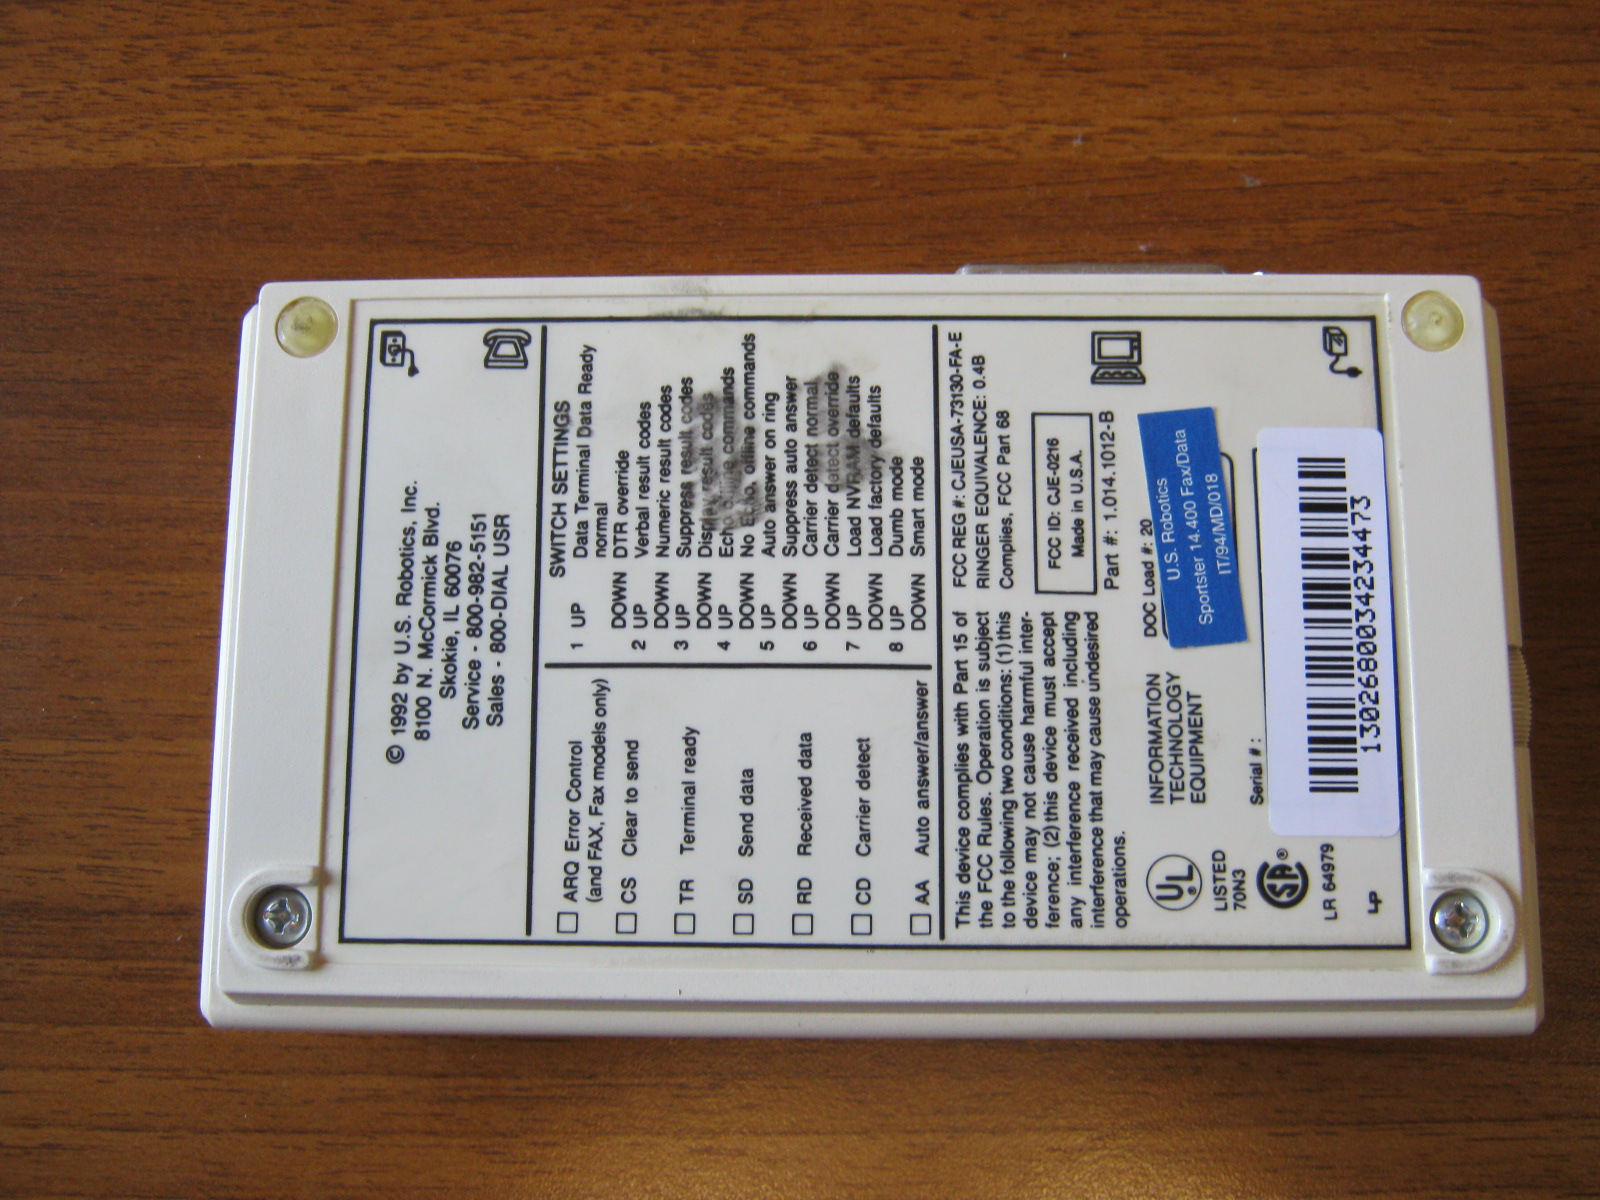 © 1992 by U.S. Robotics, Inc.
8100 N. McCormick Blvd.
Skokie, IL 60076
Service - 800-982-5151
Sales - 800-DIAL USR
ARQ Error Control
(and FAX, Fax models only)
CS Clear to send
TR Terminal ready
SD Send data
RD Received data
CD Carrier detect
AA Auto answer/answer
SWITCH SETTINGS
1 UP Data Terminal Data Ready
normal
DOWN DTR override
2 UP Verbal result codes
DOWN Numeric result codes
3 UP Suppress result codes
DOWN Display result codes
4 UP Echo offline commands
DOWN No Echo, offline commands
5 UP Auto answer on ring
DOWN Suppress auto answer
6 UP Carrier detect normal
DOWN Carrier detect override
7 UP Load NVRAM defaults
DOWN Load factory defaults
8 UP Dumb mode
DOWN Smart mode
This device complies with Part 15 of
the FCC Rules. Operation is subject
to the following two conditions: (1) this
device may not cause harmful inter-
ference; (2) this device must accept
any interference received including
interference that may cause undesired
operations.
FCC REG #: CJEUSA-73130-FA-E
RINGER EQUIVALENCE: 0.4B
Complies, FCC Part 68
FCC ID: CJE-0216
Made in U.S.A.
Part #: 1.014.1012-B
UL
LISTED
70N3
INFORMATION
TECHNOLOGY
EQUIPMENT
DOC Load #: 20
U.S. Robotics
Sportster 14.400 Fax/Data
IT/94/MD/018
SA®
LR 64979
Serial #:
1302680034234473
LP